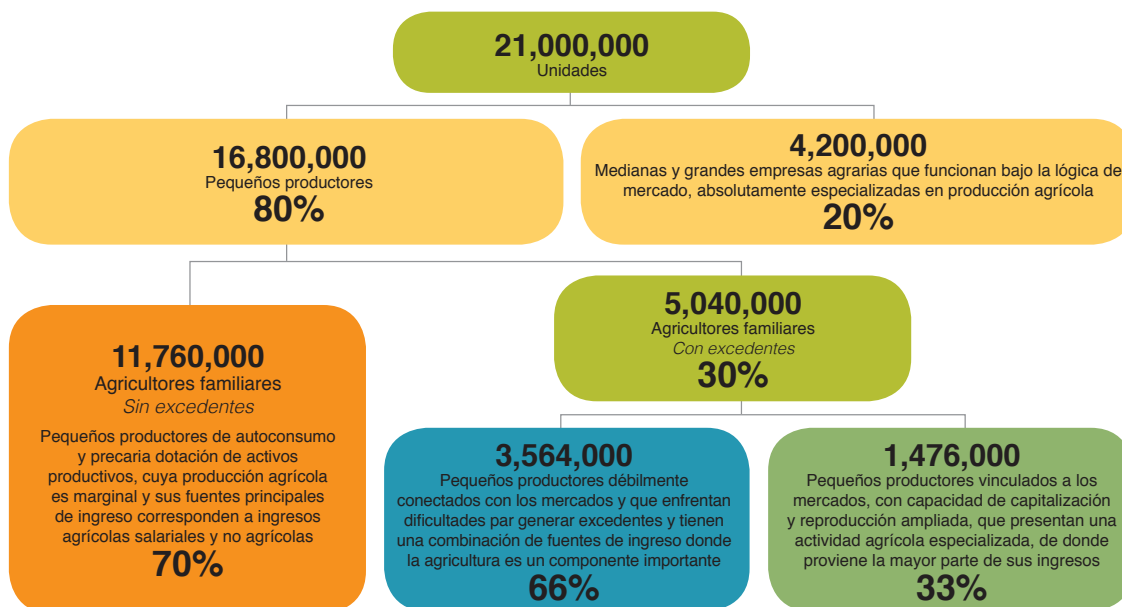 21,000,000
Unidades
16,800,000
Pequeños productores
80%
4,200,000
Medianas y grandes empresas agrarias que funcionan bajo la lógica de
mercado, absolutamente especializadas en producción agrícola
20%
11,760,000
Agricultores familiares
Sin excedentes
Pequeños productores de autoconsumo
y precaria dotación de activos
productivos, cuya producción agrícola
es marginal y sus fuentes principales
de ingreso corresponden a ingresos
agrícolas salariales y no agrícolas
70%
5,040,000
Agricultores familiares
Con excedentes
30%
3,564,000
Pequeños productores débilmente
conectados con los mercados y que enfrentan
dificultades par generar excedentes y tienen
una combinación de fuentes de ingreso donde
la agricultura es un componente importante
66%
1,476,000
Pequeños productores vinculados a los
mercados, con capacidad de capitalización
y reproducción ampliada, que presentan una
actividad agrícola especializada, de donde
proviene la mayor parte de sus ingresos
33%